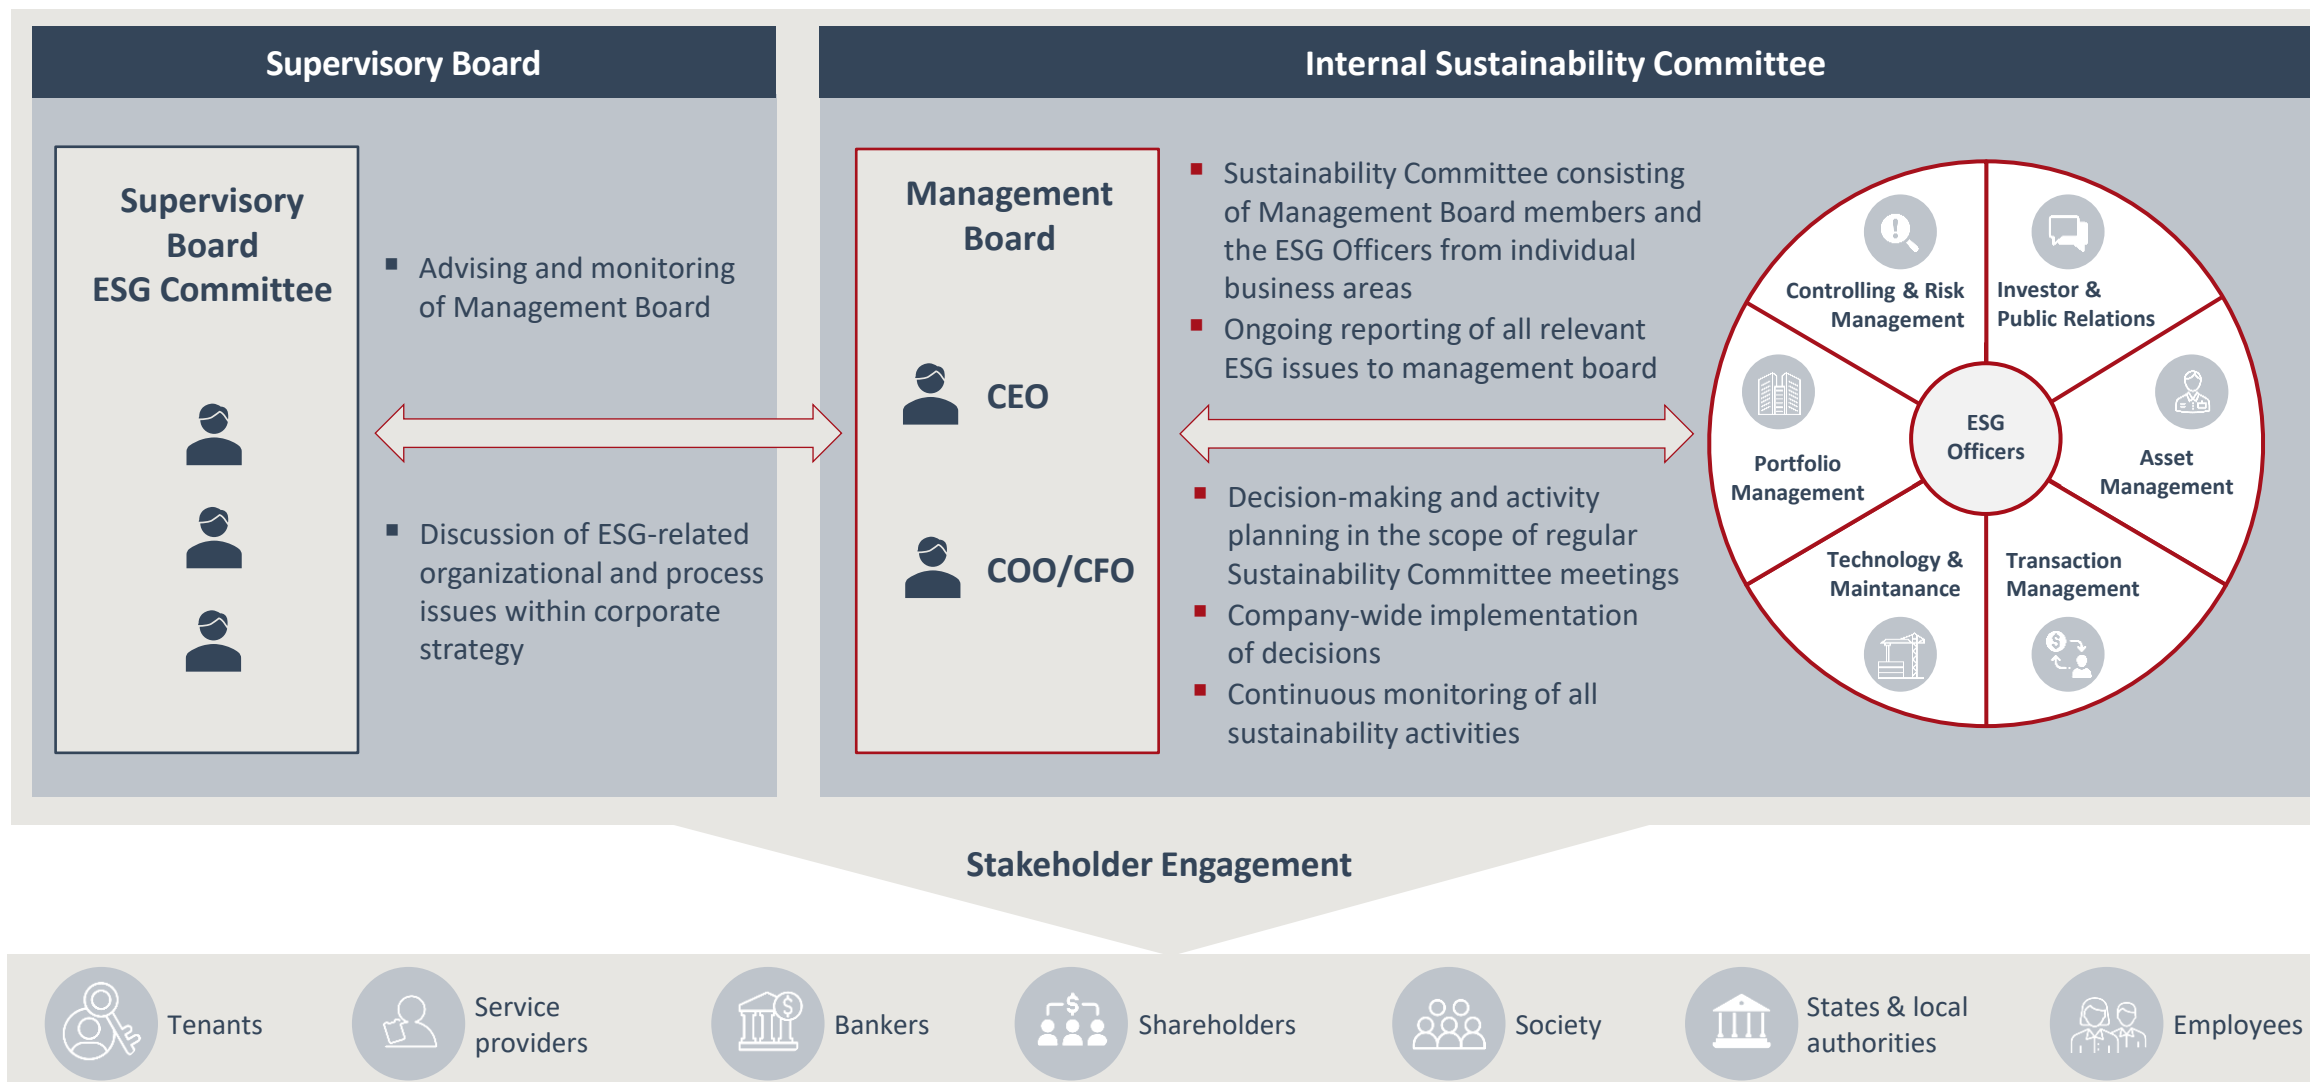 Supervisory Board
Supervisory
Board
ESG Committee
▪ Advising and monitoring
of Management Board
▪ Discussion of ESG-related
organizational and process
issues within corporate
strategy
Internal Sustainability Committee
Management
Board
CEO
COO/CFO
▪ Sustainability Committee consisting
of Management Board members and
the ESG Officers from individual
business areas
▪ Ongoing reporting of all relevant
ESG issues to management board
▪ Decision-making and activity
planning in the scope of regular
Sustainability Committee meetings
▪ Company-wide implementation
of decisions
▪ Continuous monitoring of all
sustainability activities
Controlling & Risk
Management
Investor &
Public Relations
Portfolio
Management
ESG
Officers
Asset
Management
Technology &
Maintanance
Transaction
Management
Stakeholder Engagement
Tenants
Service
providers
Bankers
Shareholders
Society
States & local
authorities
Employees